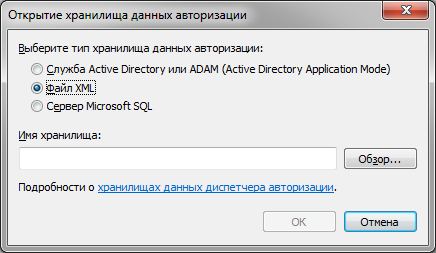 Открытие хранилища данных авторизации
Выберите тип хранилища данных авторизации:
Служба Active Directory или ADAM (Active Directory Application Mode)
Файл XML
Сервер Microsoft SQL
Имя хранилища:
Обзор...
Подробности о хранилищах данных диспетчера авторизации.
ОК
Отмена